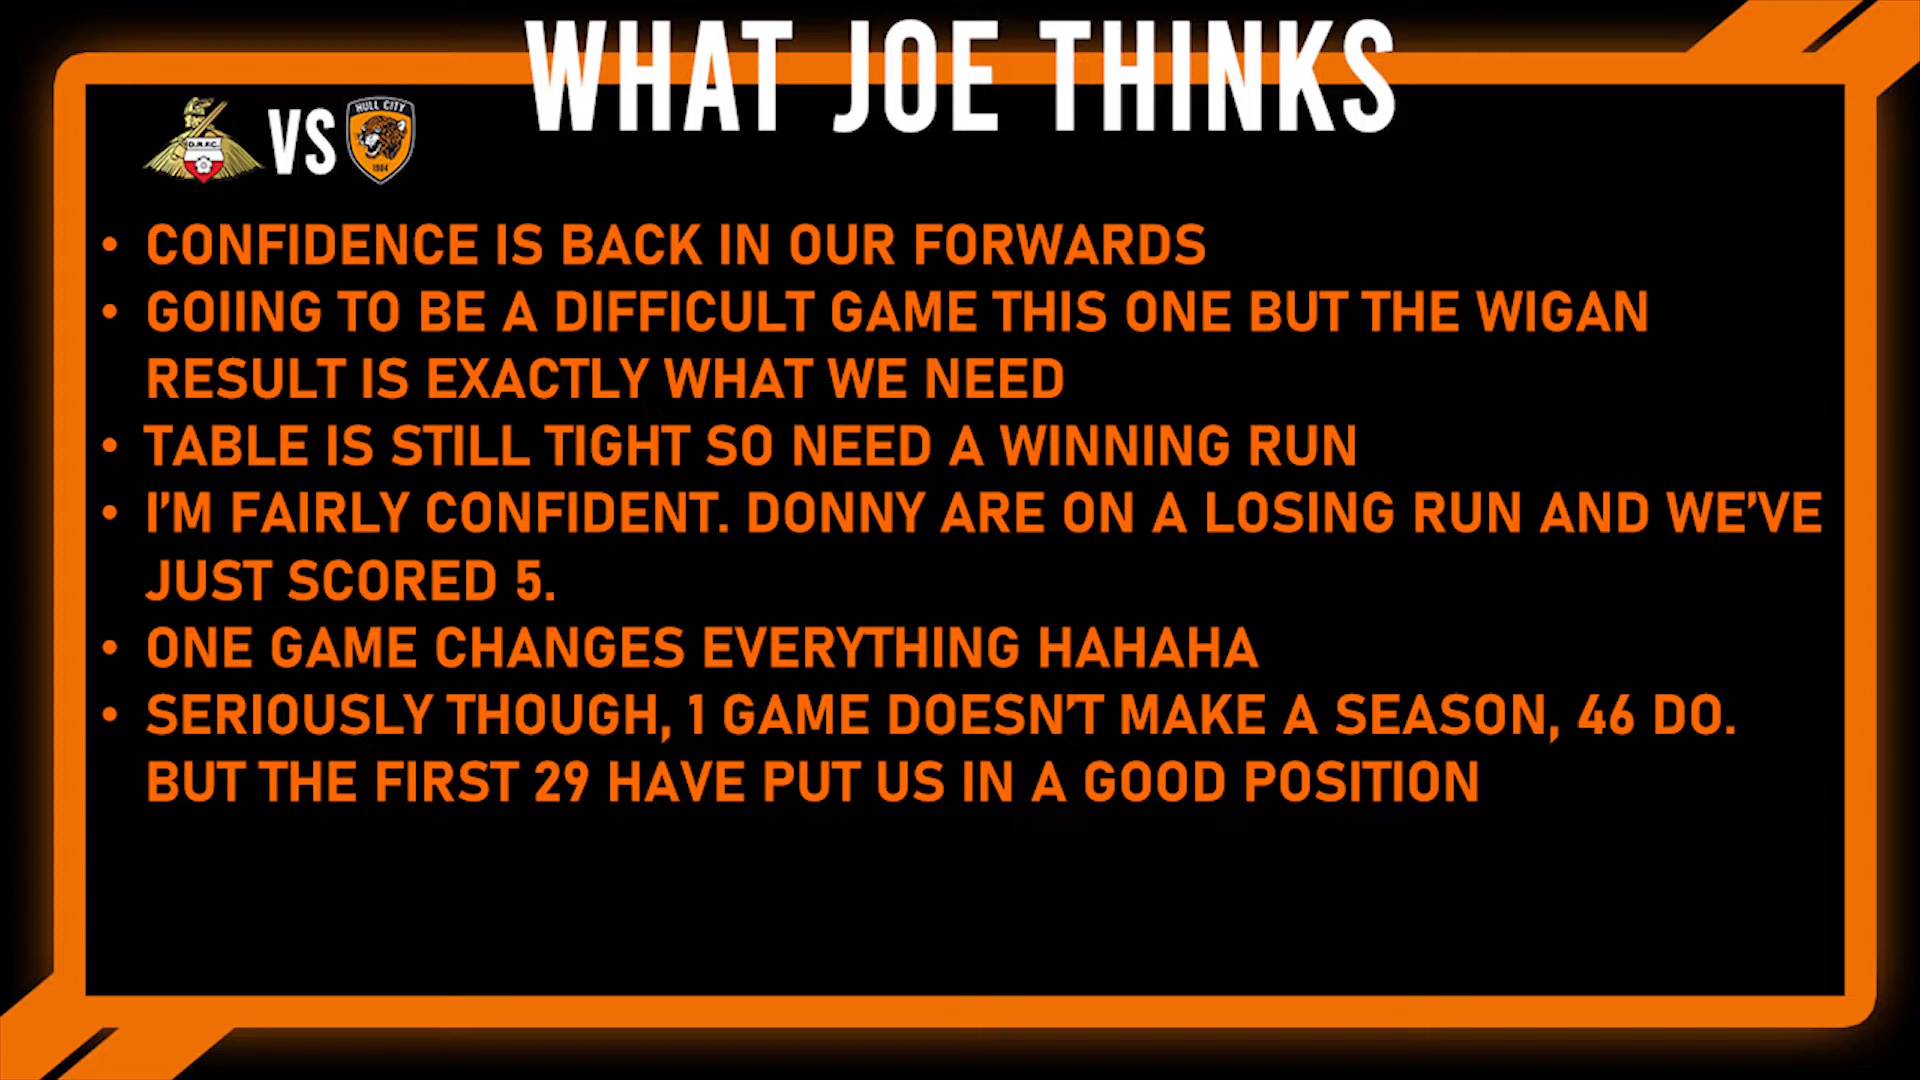 WHAT JOE THINKS
D.R.F.C.
VS
HULL CITY
1904
• CONFIDENCE IS BACK IN OUR FORWARDS
• GOIING TO BE A DIFFICULT GAME THIS ONE BUT THE WIGAN
RESULT IS EXACTLY WHAT WE NEED
• TABLE IS STILL TIGHT SO NEED A WINNING RUN
• I'M FAIRLY CONFIDENT. DONNY ARE ON A LOSING RUN AND WE'VE
JUST SCORED 5.
• ONE GAME CHANGES EVERYTHING HAHAHA
• SERIOUSLY THOUGH, 1 GAME DOESN'T MAKE A SEASON, 46 DO.
BUT THE FIRST 29 HAVE PUT US IN A GOOD POSITION